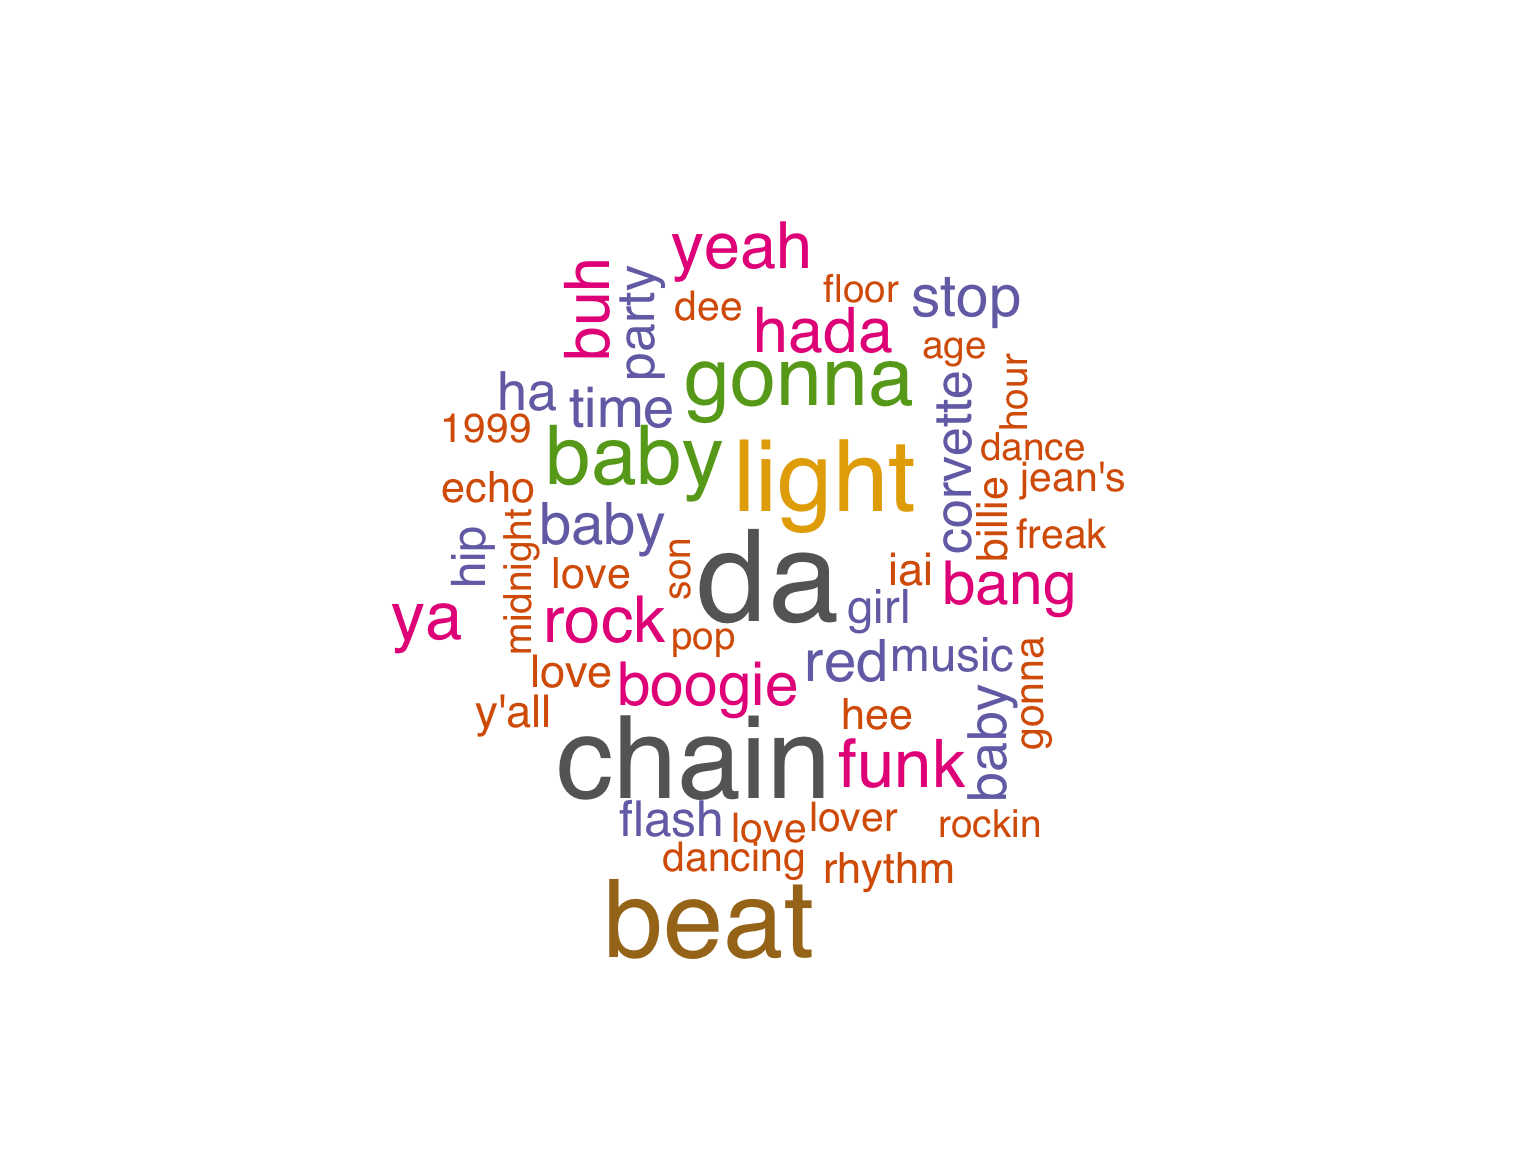 yeah
buh
party
dee
floor
stop
hada
age
gonna
hour
ha
time
corvette
1999
baby
light
dance
jean's
echo
billie
baby
freak
hip
midnight
love
son
da
iai
bang
girl
ya
rock
pop
red
music
gonna
love
boogie
y'all
hee
baby
chain
funk
flash
love
lover
rockin
dancing
rhythm
beat